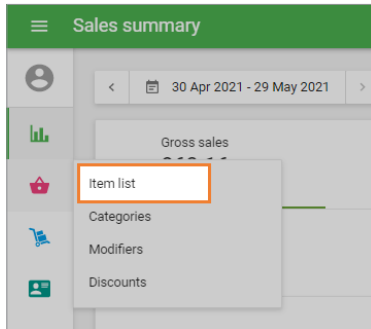 Sales summary
30 Apr 2021 - 29 May 2021
Gross sales
Item list
Categories
Modifiers
Discounts